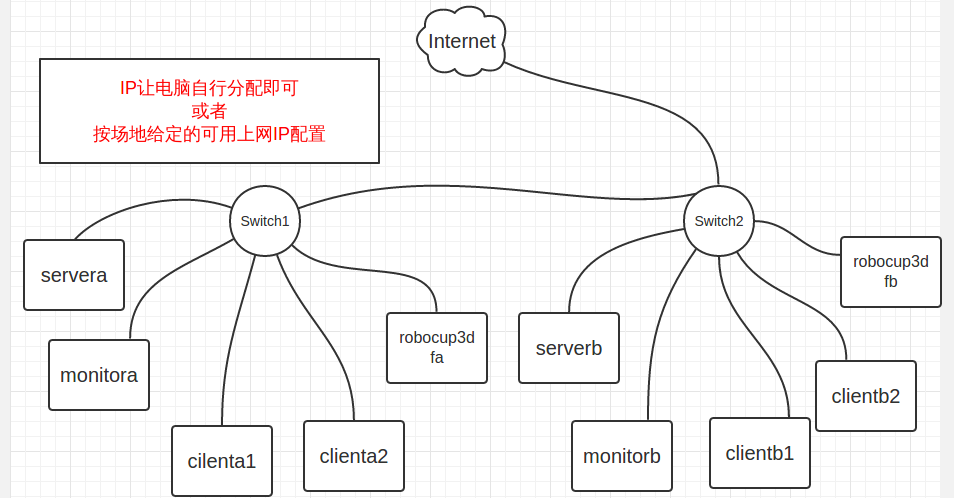 Internet
IP让电脑自行分配即可
或者
按场地给定的可用上网IP配置
Switch1
Switch2
servera
robocup3d
fb
monitora
robocup3d
fa
serverb
clientb2
cilenta1
clienta2
monitorb
clientb1